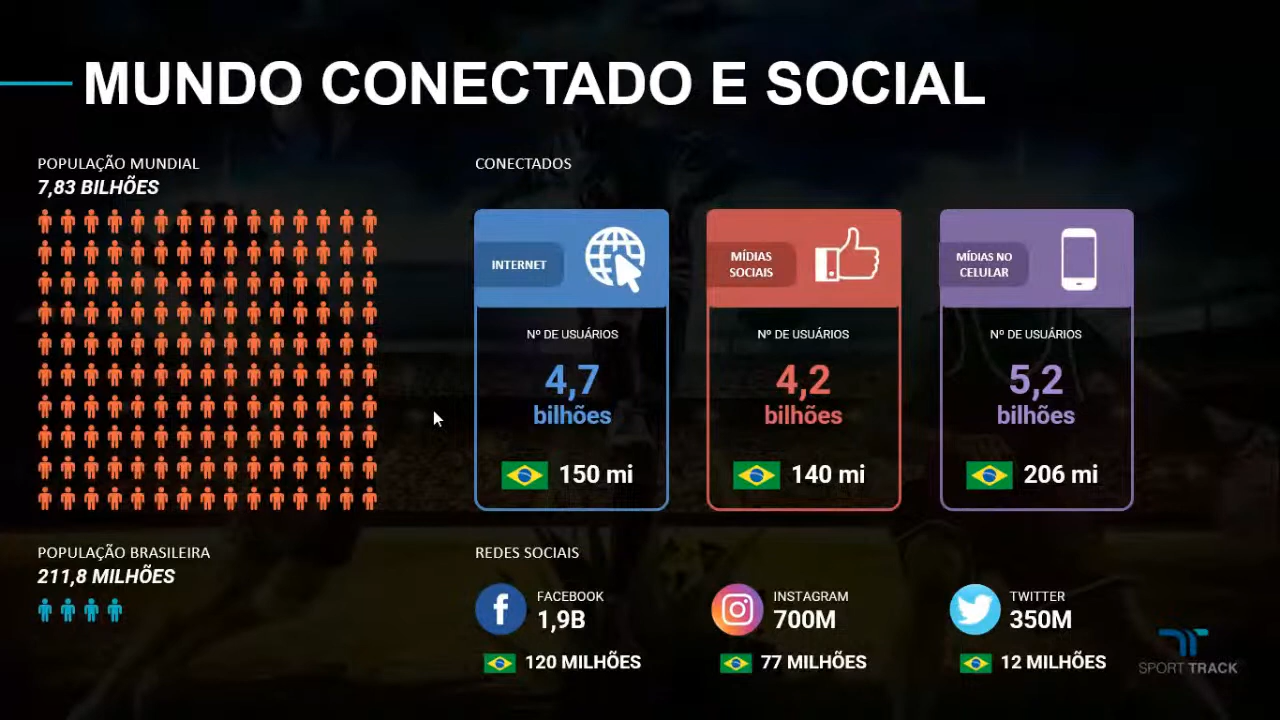 MUNDO CONECTADO E SOCIAL
POPULAÇÃO MUNDIAL
7,83 BILHÕES
CONECTADOS
INTERNET
Nº DE USUÁRIOS
4,7
bilhões
150 mi
MÍDIAS
SOCIAIS
Nº DE USUÁRIOS
4,2
bilhões
140 mi
MÍDIAS NO
CELULAR
Nº DE USUÁRIOS
5,2
bilhões
206 mi
POPULAÇÃO BRASILEIRA
211,8 MILHÕES
REDES SOCIAIS
FACEBOOK
1,9B
120 MILHÕES
INSTAGRAM
700M
77 MILHÕES
TWITTER
350M
12 MILHÕES
SPORT TRACK